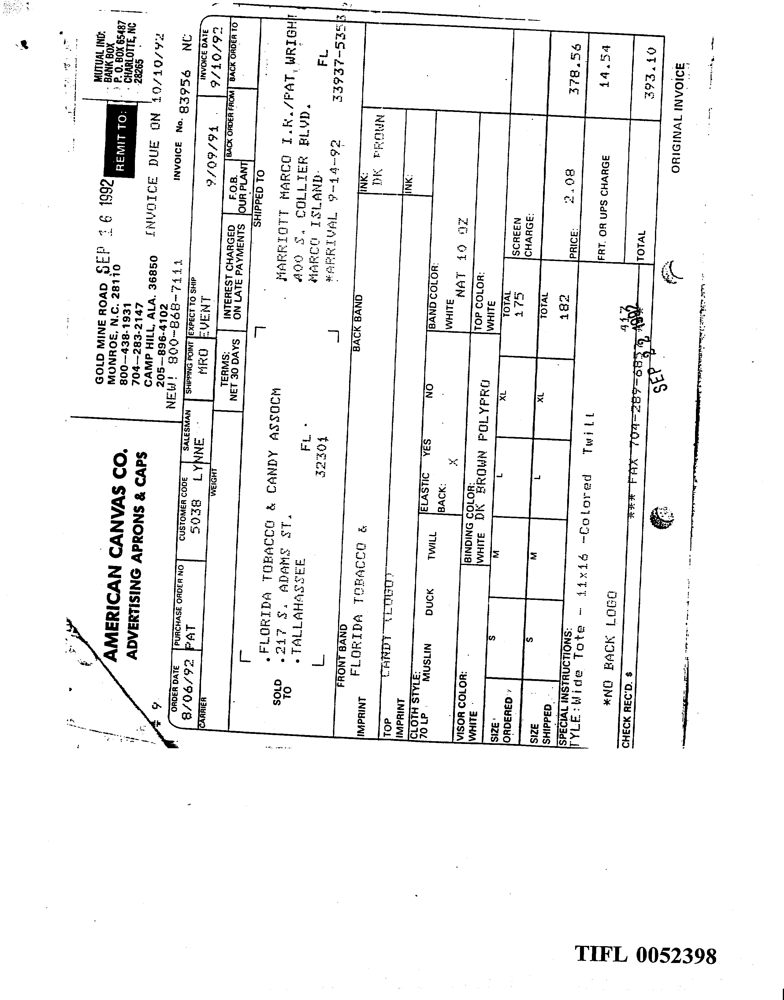 AMERICAN CANVAS CO.
ADVERTISING APRONS & CAPS
GOLD MINE ROAD
MONROE, N.C. 28110
800-438-1931
704-283-2147
CAMP HILL, ALA. 36850
205-896-4102
NEW! 800-868-7111
SEP 16 1992
REMIT TO:
MUTUAL IND.
BANK BOX
P. O. BOX 65487
CHARLOTTE, NC
28265
INVOICE DUE ON 10/10/92
INVOICE No. 83956 NC
# 9
ORDER DATE PURCHASE ORDER NO CUSTOMER CODE SALESMAN SHIPPING POINT EXPECT TO SHIP INVOICE DATE
8/06/92 PAT 5038 LYNNE MRO EVENT 9/09/91 9/10/92
CARRIER WEIGHT TERMS: NET 30 DAYS INTEREST CHARGED ON LATE PAYMENTS F.O.B. OUR PLANT BACK ORDER FROM BACK ORDER TO
SOLD TO
FLORIDA TOBACCO & CANDY ASSOCM
217 S. ADAMS ST.
TALLAHASSEE FL.
32301
SHIPPED TO
MARRIOTT MARCO I.R./PAT WRIGHT
400 S. COLLIER BLVD.
MARCO ISLAND FL
*ARRIVAL 9-14-92 33937-5353
FRONT BAND BACK BAND
IMPRINT FLORIDA TOBACCO & INK: DK BROWN
TOP IMPRINT CANDY (LOGO) INK:
CLOTH STYLE:
70 LP MUSLIN DUCK TWILL ELASTIC BACK: YES X NO BAND COLOR: WHITE NAT 10 OZ
VISOR COLOR: WHITE BINDING COLOR: WHITE DK BROWN POLYPRO TOP COLOR: WHITE
SIZE ORDERED S M L XL TOTAL 175 SCREEN CHARGE:
SIZE SHIPPED S M L XL TOTAL 182 PRICE: 2.08 378.56
SPECIAL INSTRUCTIONS:
TYLE:Wide Tote - 11x16 -Colored Twill
FRT. OR UPS CHARGE 14.54
*NO BACK LOGO
CHECK REC'D. $ *** FAX 704-289-6857 *** TOTAL 393.10
SEP 22 1992
ORIGINAL INVOICE
TIFL 0052398